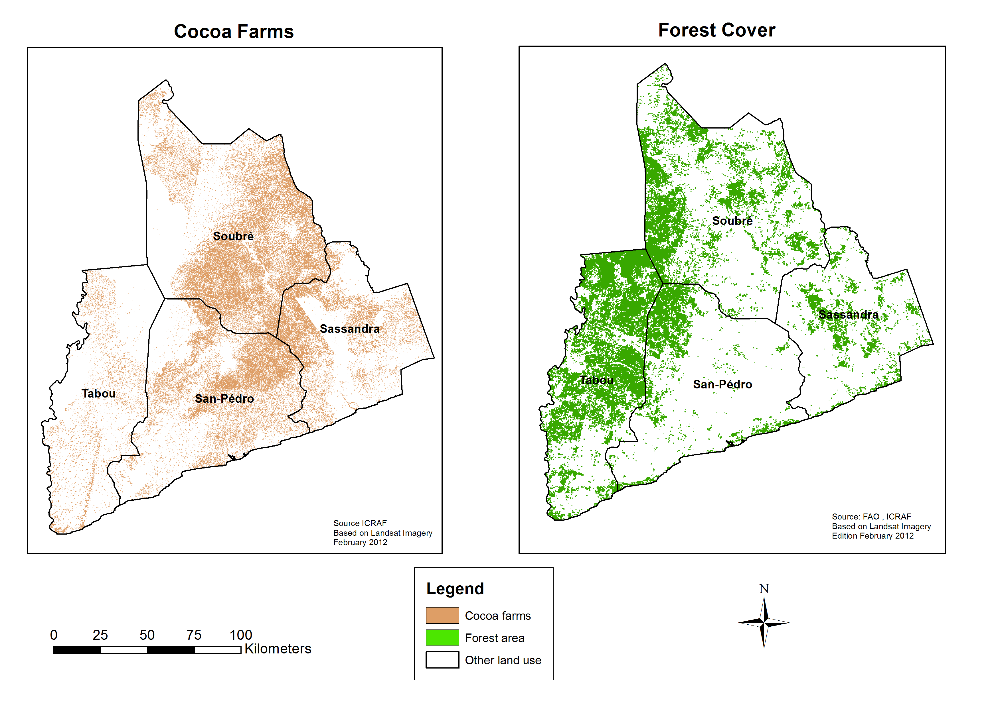 Cocoa Farms
Soubré
Sassandra
Tabou
San-Pédro
Source ICRAF
Based on Landsat Imagery
February 2012
Forest Cover
Soubré
Sassandra
Tabou
San-Pédro
Source: FAO , ICRAF
Based on Landsat Imagery
Edition February 2012
Legend
Cocoa farms
Forest area
Other land use
0 25 50 75 100
Kilometers
N